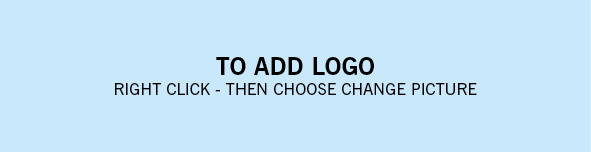 TO ADD LOGO
RIGHT CLICK - THEN CHOOSE CHANGE PICTURE